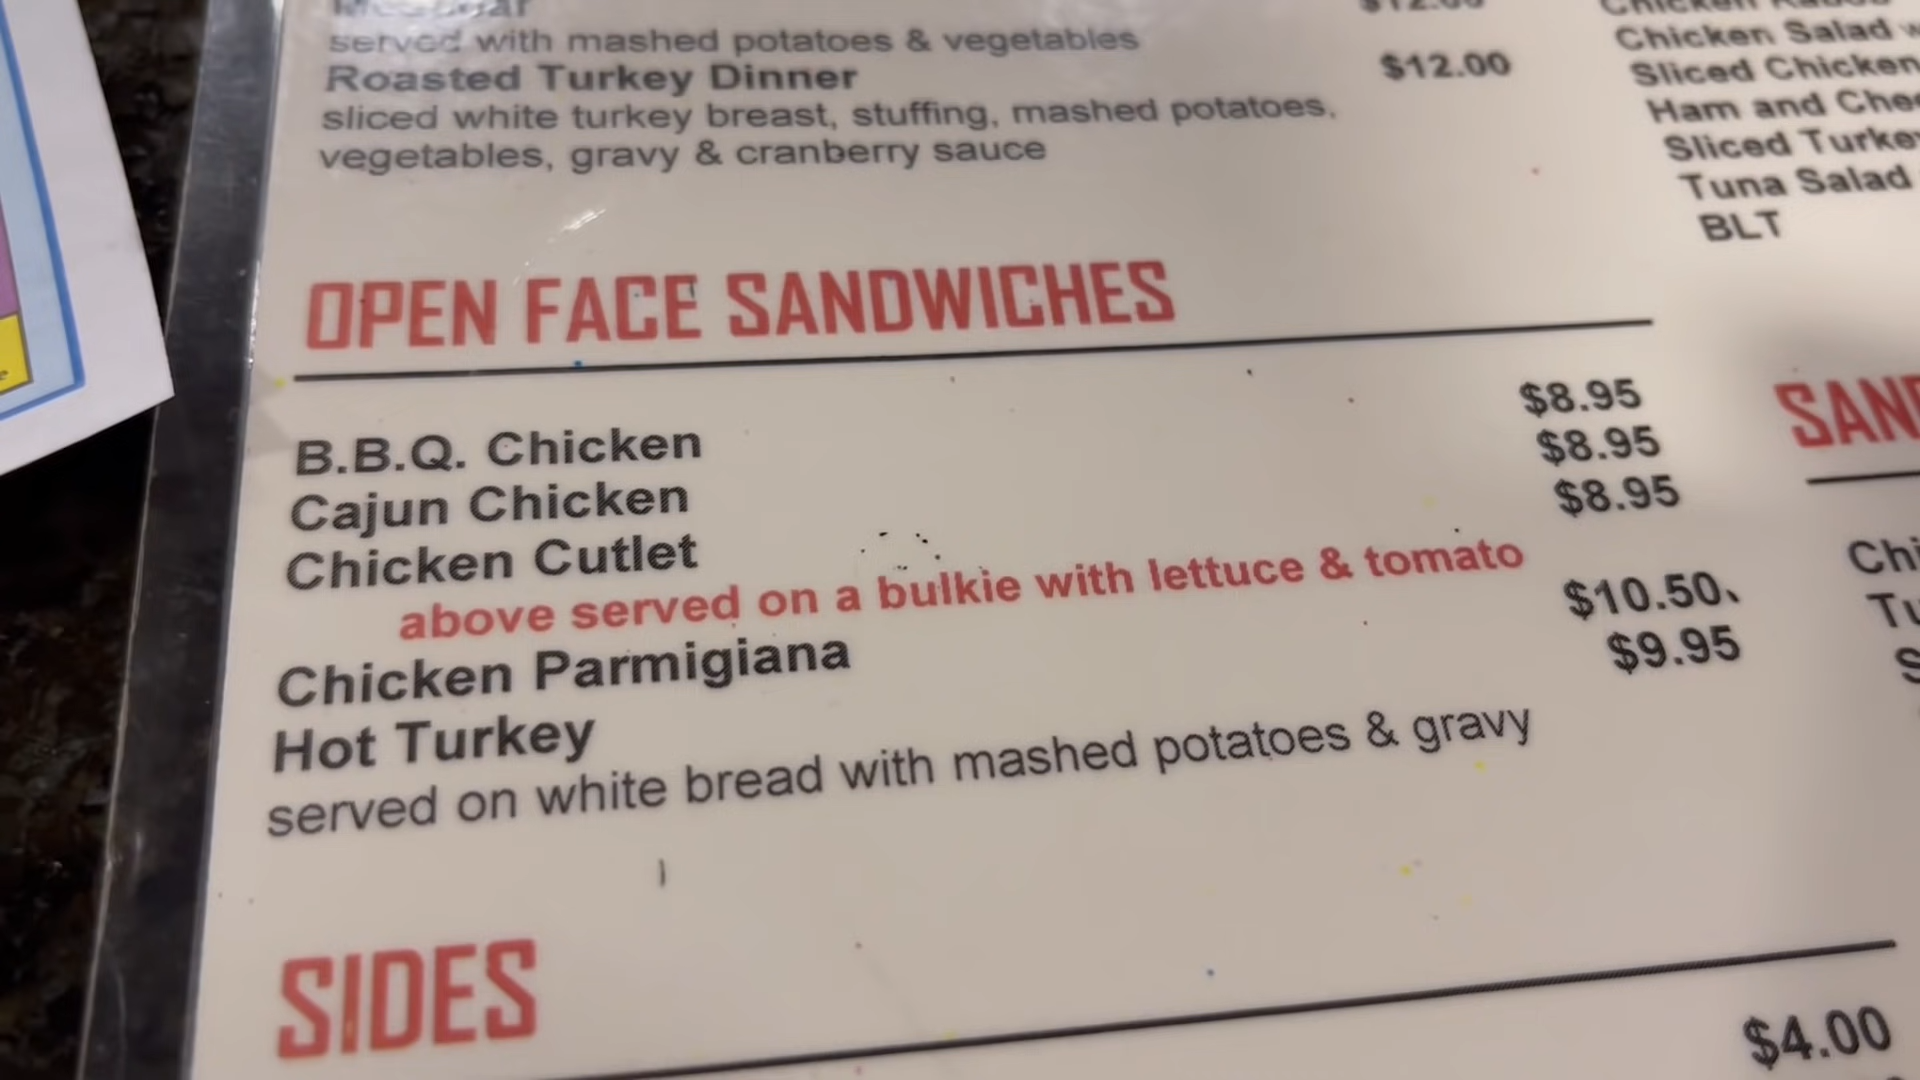 served with mashed potatoes & vegetables
Roasted Turkey Dinner $12.00
sliced white turkey breast, stuffing, mashed potatoes,
vegetables, gravy & cranberry sauce
OPEN FACE SANDWICHES
B.B.Q. Chicken $8.95
Cajun Chicken $8.95
Chicken Cutlet $8.95
above served on a bulkie with lettuce & tomato
Chicken Parmigiana $10.50
Hot Turkey $9.95
served on white bread with mashed potatoes & gravy
SIDES
$4.00
Chicken Salad
Sliced Chicken
Ham and
Sliced
Tuna Salad
BLT